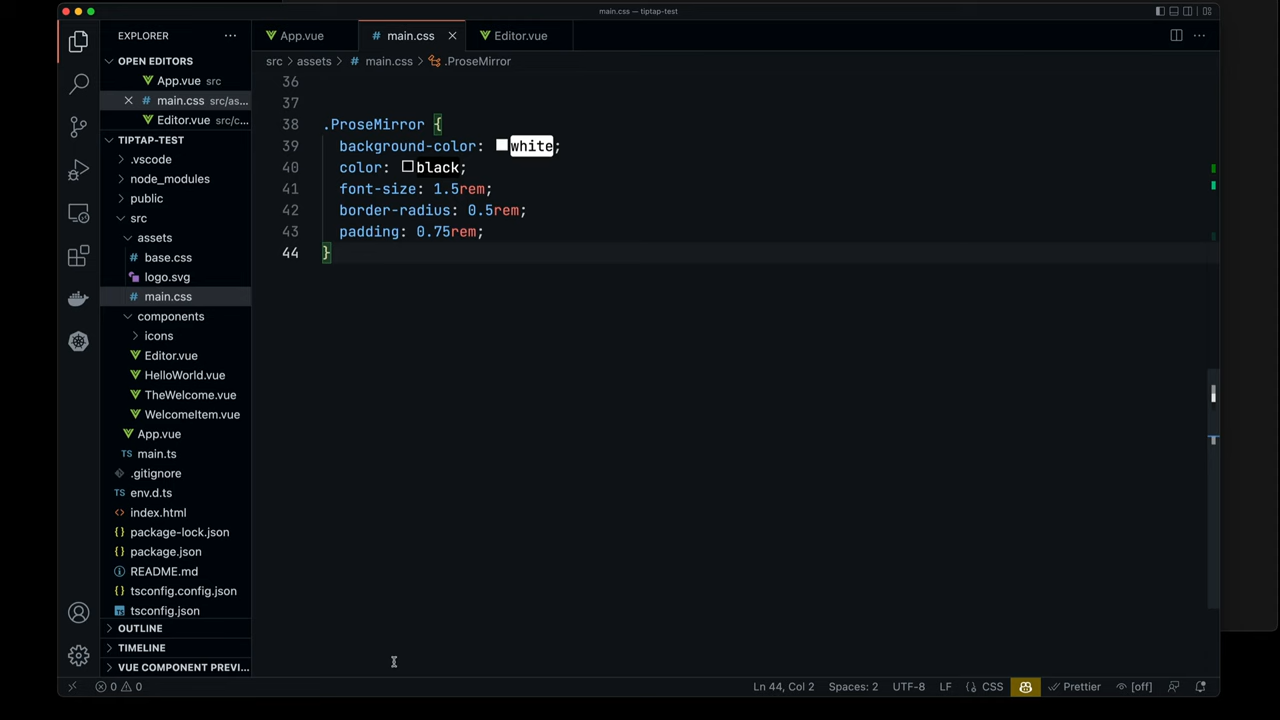 main.css — tiptap-test
EXPLORER
OPEN EDITORS
App.vue src
main.css src/as...
Editor.vue src/c...
TIPTAP-TEST
.vscode
node_modules
public
src
assets
base.css
logo.svg
# main.css
components
icons
Editor.vue
HelloWorld.vue
TheWelcome.vue
WelcomeItem.vue
App.vue
TS main.ts
.gitignore
env.d.ts
index.html
package-lock.json
package.json
README.md
tsconfig.config.json
tsconfig.json
OUTLINE
TIMELINE
VUE COMPONENT PREVI...
App.vue
# main.css
Editor.vue
src > assets > # main.css > .ProseMirror
36
37
38 .ProseMirror {
39 background-color: white;
40 color: black;
41 font-size: 1.5rem;
42 border-radius: 0.5rem;
43 padding: 0.75rem;
44 }
0 0
Ln 44, Col 2
Spaces: 2
UTF-8
LF
{} CSS
Prettier
[off]